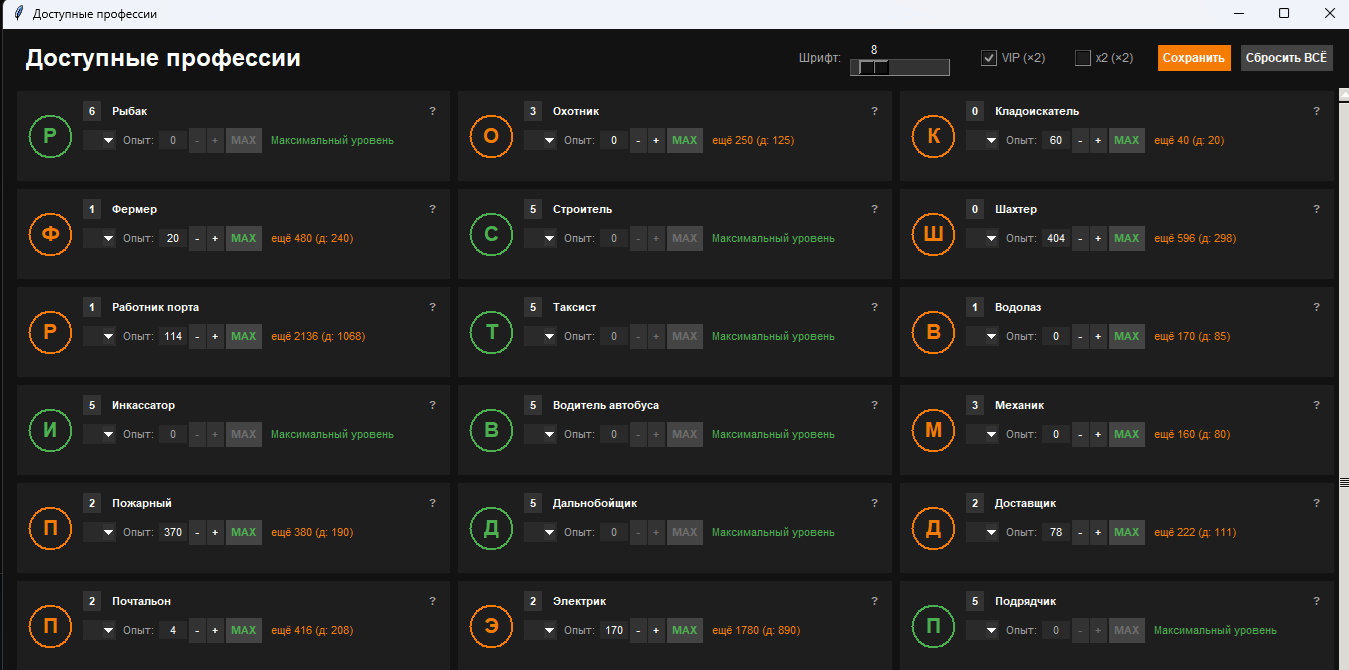 Доступные профессии
Доступные профессии
Шрифт: 8 VIP (×2) x2 (×2) Сохранить Сбросить ВСЁ
Р 6 Рыбак ?
Опыт: 0 - + MAX Максимальный уровень
О 3 Охотник ?
Опыт: 0 - + MAX ещё 250 (д: 125)
К 0 Кладоискатель ?
Опыт: 60 - + MAX ещё 40 (д: 20)
Ф 1 Фермер ?
Опыт: 20 - + MAX ещё 480 (д: 240)
С 5 Строитель ?
Опыт: 0 - + MAX Максимальный уровень
Ш 0 Шахтер ?
Опыт: 404 - + MAX ещё 596 (д: 298)
Р 1 Работник порта ?
Опыт: 114 - + MAX ещё 2136 (д: 1068)
Т 5 Таксист ?
Опыт: 0 - + MAX Максимальный уровень
В 1 Водолаз ?
Опыт: 0 - + MAX ещё 170 (д: 85)
И 5 Инкассатор ?
Опыт: 0 - + MAX Максимальный уровень
В 5 Водитель автобуса ?
Опыт: 0 - + MAX Максимальный уровень
М 3 Механик ?
Опыт: 0 - + MAX ещё 160 (д: 80)
П 2 Пожарный ?
Опыт: 370 - + MAX ещё 380 (д: 190)
Д 5 Дальнобойщик ?
Опыт: 0 - + MAX Максимальный уровень
Д 2 Доставщик ?
Опыт: 78 - + MAX ещё 222 (д: 111)
П 2 Почтальон ?
Опыт: 4 - + MAX ещё 416 (д: 208)
Э 2 Электрик ?
Опыт: 170 - + MAX ещё 1780 (д: 890)
П 5 Подрядчик ?
Опыт: 0 - + MAX Максимальный уровень